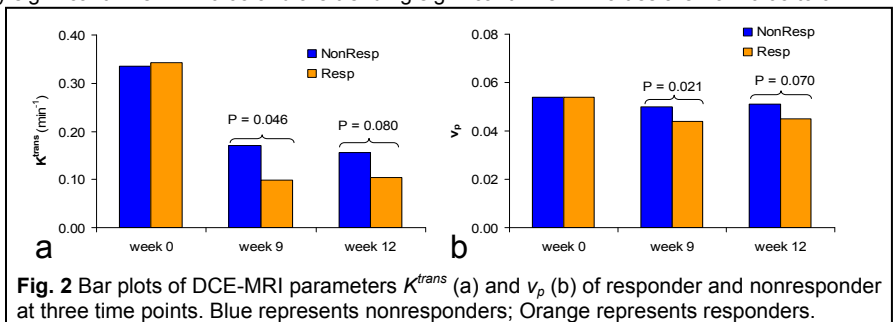 0.40
0.30
0.20
0.10
0.00
K^trans (min^-1)
NonResp
Resp
P = 0.046
P = 0.080
week 0
week 9
week 12
a
0.08
0.06
0.04
0.02
0.00
v_p
NonResp
Resp
P = 0.021
P = 0.070
week 0
week 9
week 12
b
Fig. 2 Bar plots of DCE-MRI parameters K^trans (a) and v_p (b) of responder and nonresponder
at three time points. Blue represents nonresponders; Orange represents responders.